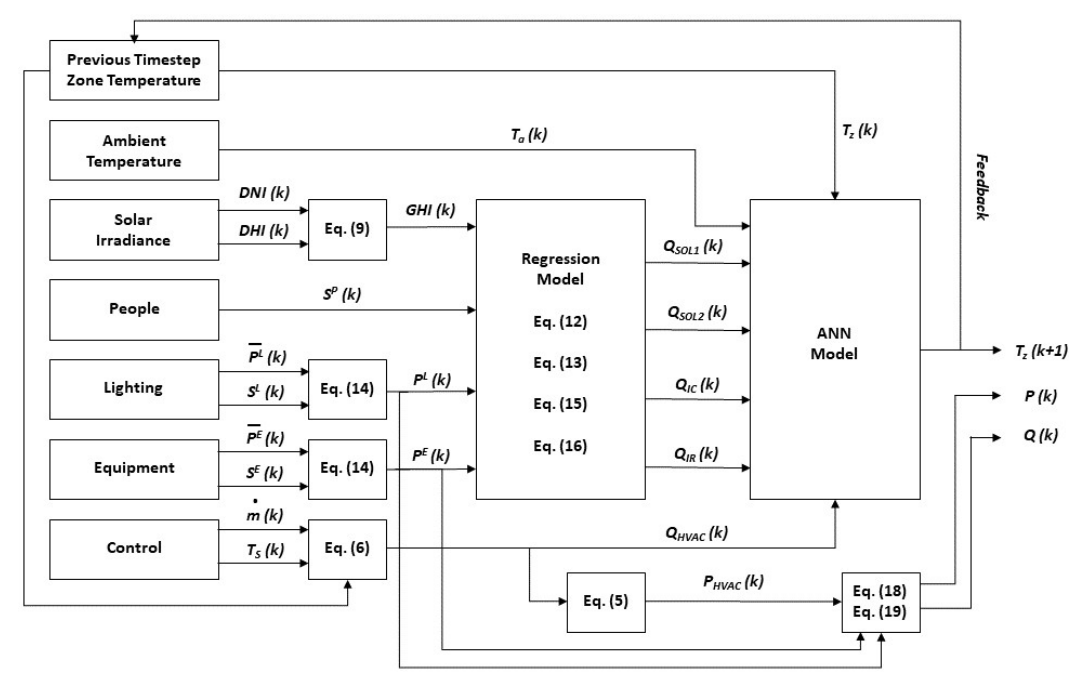 Previous Timestep
Zone Temperature
Ambient
Temperature
Tₐ (k)
T_z (k)
Feedback
Solar
Irradiance
DNI (k)
DHI (k)
Eq. (9)
GHI (k)
People
Sᴾ (k)
Lighting
P̅ᴸ (k)
Sᴸ (k)
Eq. (14)
Pᴸ (k)
Equipment
P̅ᴱ (k)
Sᴱ (k)
Eq. (14)
Pᴱ (k)
Control
ṁ (k)
T_S (k)
Eq. (6)
Regression
Model
Eq. (12)
Eq. (13)
Eq. (15)
Eq. (16)
Q_SOL1 (k)
Q_SOL2 (k)
Q_IC (k)
Q_IR (k)
Q_HVAC (k)
ANN
Model
Eq. (5)
P_HVAC (k)
Eq. (18)
Eq. (19)
T_z (k+1)
P (k)
Q (k)